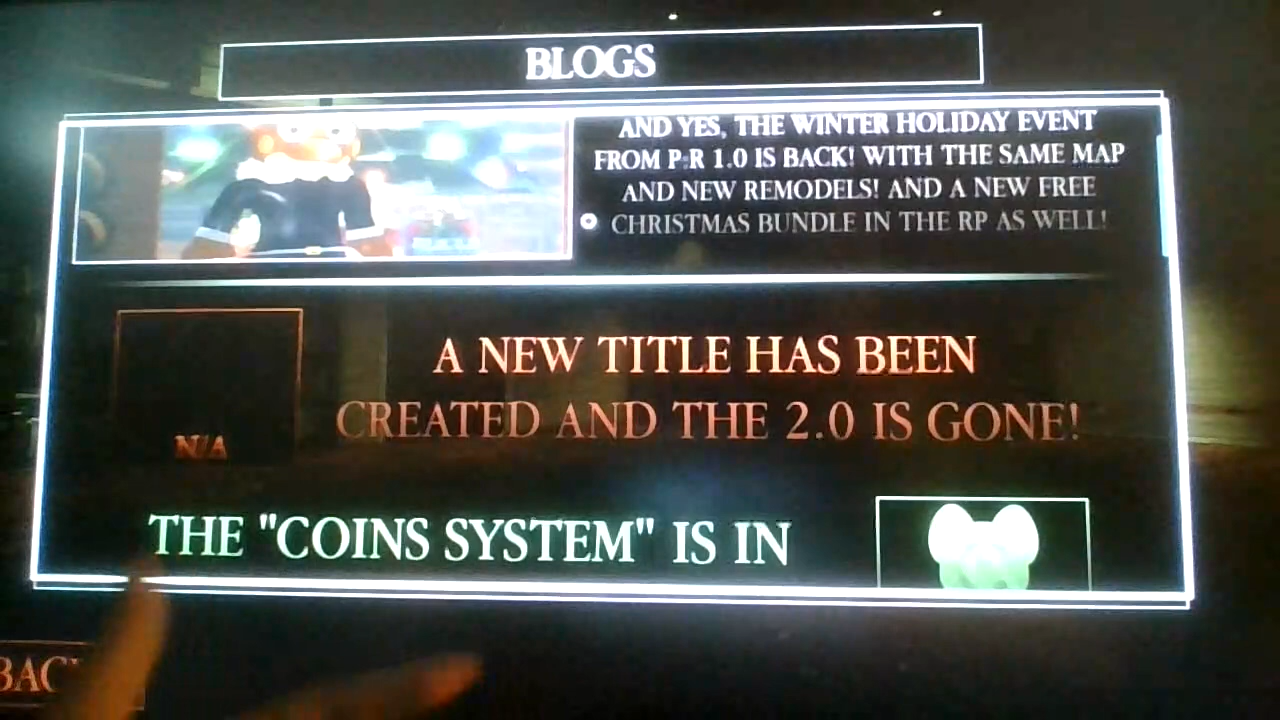 BLOGS
AND YES, THE WINTER HOLIDAY EVENT
FROM P:R 1.0 IS BACK! WITH THE SAME MAP
AND NEW REMODELS! AND A NEW FREE
CHRISTMAS BUNDLE IN THE RP AS WELL!
A NEW TITLE HAS BEEN
CREATED AND THE 2.0 IS GONE!
N/A
THE "COINS SYSTEM" IS IN